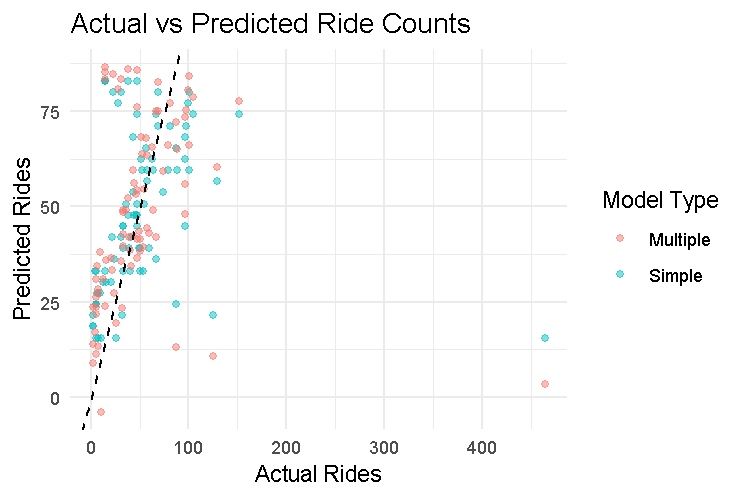 Actual vs Predicted Ride Counts
Predicted Rides
75
50
25
0
0 100 200 300 400
Actual Rides
Model Type
Multiple
Simple